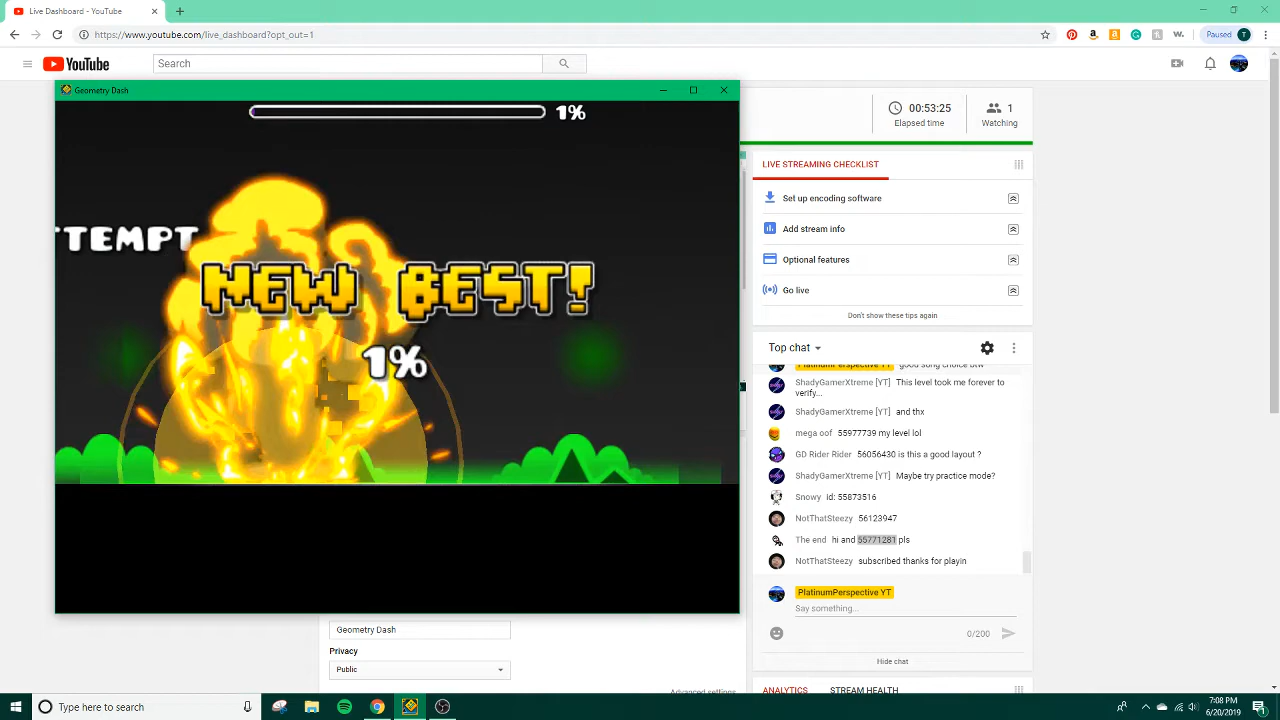 Live Dashboard - YouTube
https://www.youtube.com/live_dashboard?opt_out=1
Paused
T
YouTube
Search
Geometry Dash
1%
TTEMPT
NEW BEST!
1%
00:53:25
Elapsed time
1
Watching
LIVE STREAMING CHECKLIST
Set up encoding software
Add stream info
Optional features
Go live
Don't show these tips again
Top chat
PlatinumPerspective YT good song choice btw
ShadyGamerXtreme [YT] This level took me forever to
verify...
ShadyGamerXtreme [YT] and thx
mega oof 55977739 my level lol
GD Rider Rider 56056430 is this a good layout ?
ShadyGamerXtreme [YT] Maybe try practice mode?
Snowy id: 55873516
NotThatSteezy 56123947
The end hi and 55771281 pls
NotThatSteezy subscribed thanks for playin
PlatinumPerspective YT
Say something...
0/200
Hide chat
Geometry Dash
Privacy
Public
Advanced settings
ANALYTICS STREAM HEALTH
Type here to search
7:08 PM
6/20/2019